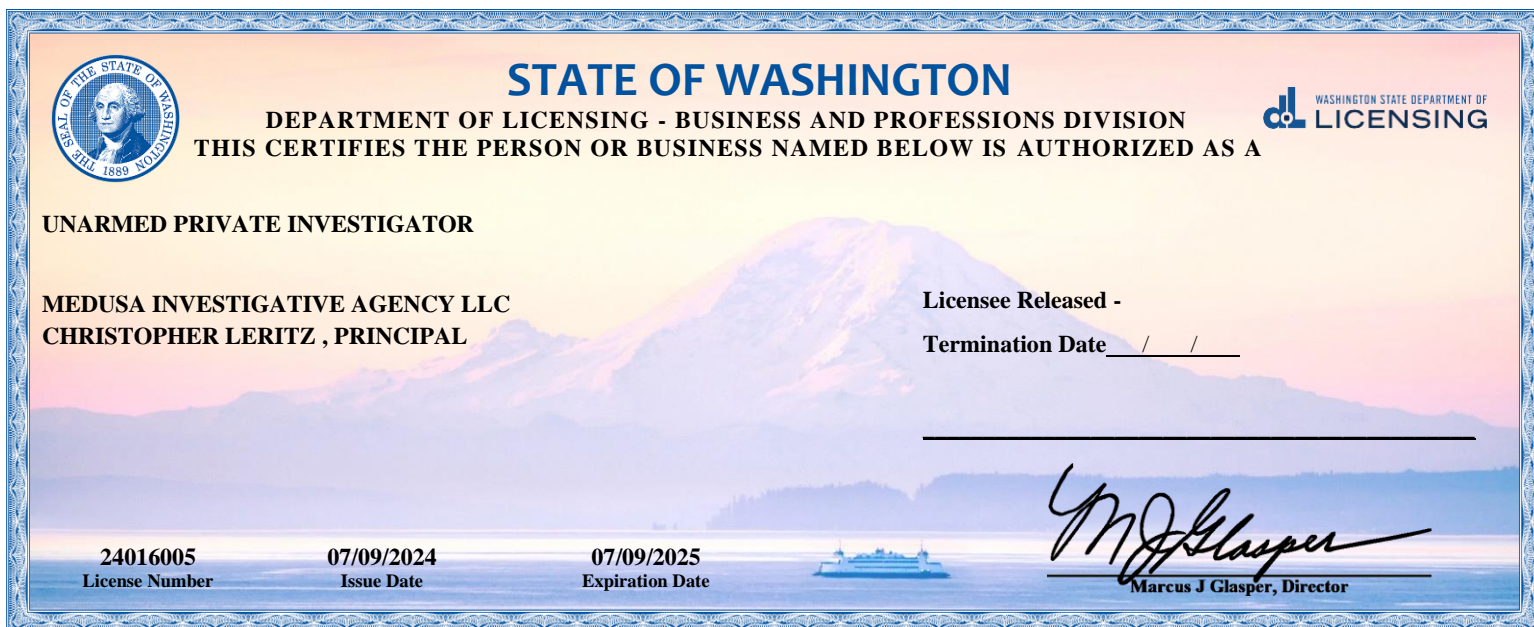 THE SEAL OF THE STATE OF WASHINGTON
1889
STATE OF WASHINGTON
DEPARTMENT OF LICENSING - BUSINESS AND PROFESSIONS DIVISION
THIS CERTIFIES THE PERSON OR BUSINESS NAMED BELOW IS AUTHORIZED AS A
dol WASHINGTON STATE DEPARTMENT OF
LICENSING
UNARMED PRIVATE INVESTIGATOR
MEDUSA INVESTIGATIVE AGENCY LLC
CHRISTOPHER LERITZ , PRINCIPAL
Licensee Released -
Termination Date / /
24016005
License Number
07/09/2024
Issue Date
07/09/2025
Expiration Date
MJGlasper
Marcus J Glasper, Director